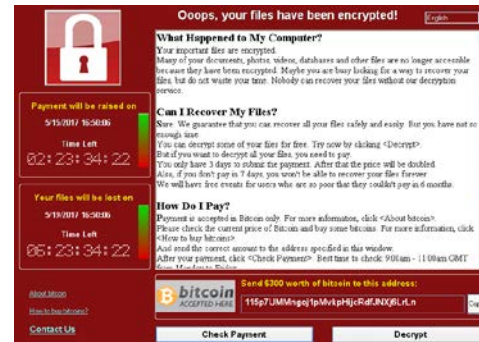 Ooops, your files have been encrypted!
English
What Happened to My Computer?
Your important files are encrypted.
Many of your documents, photos, videos, databases and other files are no longer accessible
because they have been encrypted. Maybe you are busy looking for a way to recover your
files, but do not waste your time. Nobody can recover your files without our decryption
service.
Can I Recover My Files?
Sure. We guarantee that you can recover all your files safely and easily. But you have not so
enough time.
You can decrypt some of your files for free. Try now by clicking <Decrypt>.
But if you want to decrypt all your files, you need to pay.
You only have 3 days to submit the payment. After that the price will be doubled.
Also, if you don't pay in 7 days, you won't be able to recover your files forever.
We will have free events for users who are so poor that they couldn't pay in 6 months.
How Do I Pay?
Payment is accepted in Bitcoin only. For more information, click <About bitcoin>.
Please check the current price of Bitcoin and buy some bitcoins. For more information, click
<How to buy bitcoins>.
And send the correct amount to the address specified in this window.
After your payment, click <Check Payment>. Best time to check: 9:00am - 11:00am GMT
from Monday to Friday
Payment will be raised on
5/15/2017 16:50:06
Time Left
02:23:34:22
Your files will be lost on
5/19/2017 16:50:06
Time Left
06:23:34:22
About bitcoin
How to buy bitcoins?
Contact Us
bitcoin
ACCEPTED HERE
Send $300 worth of bitcoin to this address:
Check Payment
Decrypt